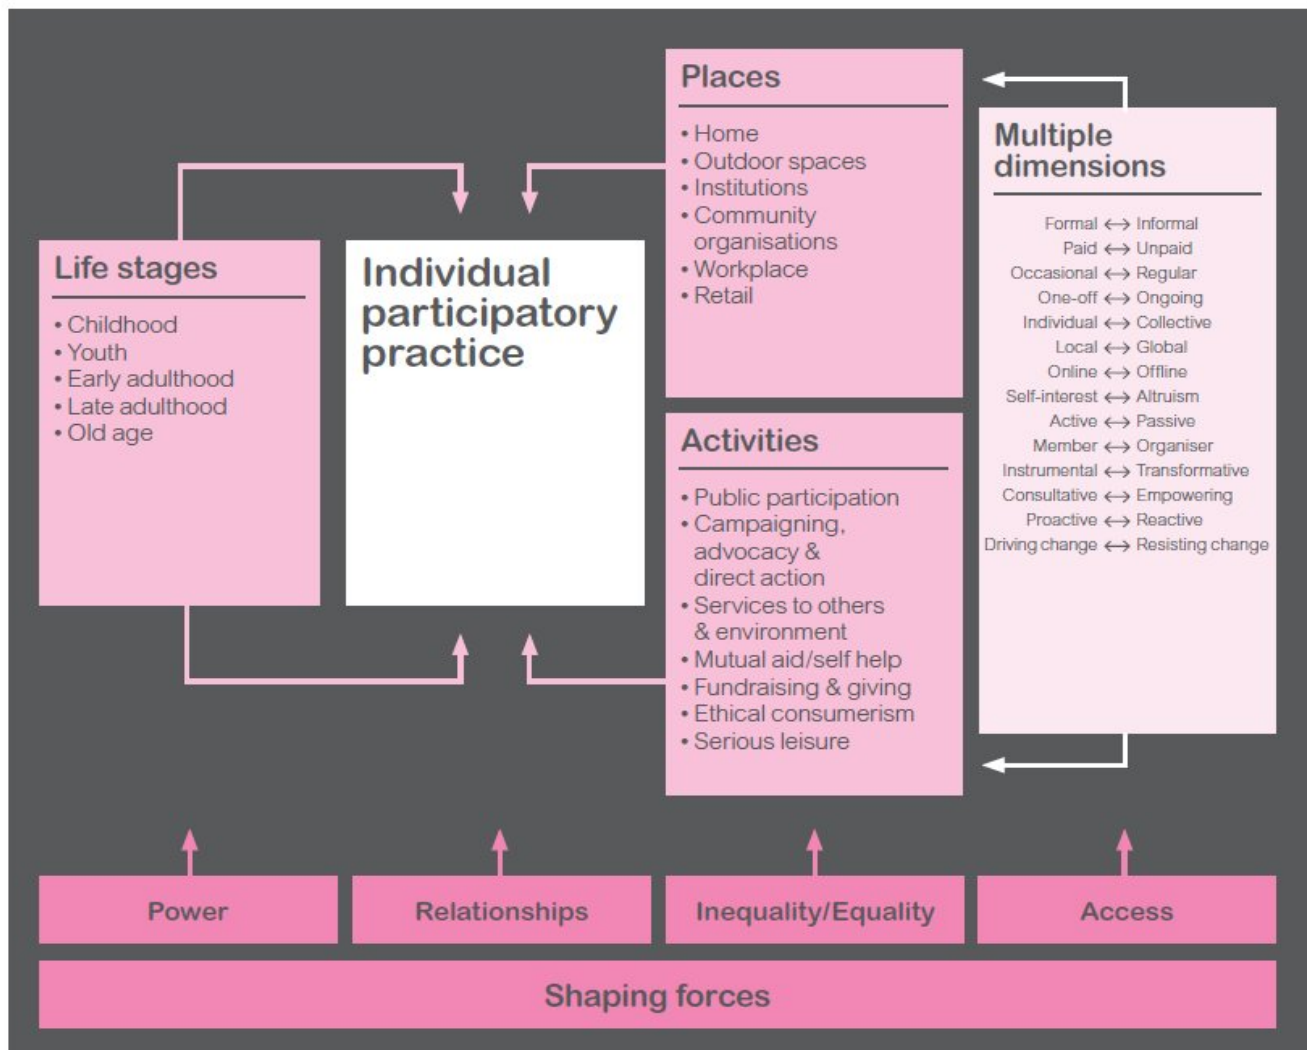 Places
• Home
• Outdoor spaces
• Institutions
• Community
organisations
• Workplace
• Retail
Multiple
dimensions
Formal ↔ Informal
Paid ↔ Unpaid
Occasional ↔ Regular
One-off ↔ Ongoing
Individual ↔ Collective
Local ↔ Global
Online ↔ Offline
Self-interest ↔ Altruism
Active ↔ Passive
Member ↔ Organiser
Instrumental ↔ Transformative
Consultative ↔ Empowering
Proactive ↔ Reactive
Driving change ↔ Resisting change
Life stages
• Childhood
• Youth
• Early adulthood
• Late adulthood
• Old age
Individual
participatory
practice
Activities
• Public participation
• Campaigning,
advocacy &
direct action
• Services to others
& environment
• Mutual aid/self help
• Fundraising & giving
• Ethical consumerism
• Serious leisure
Power
Relationships
Inequality/Equality
Access
Shaping forces